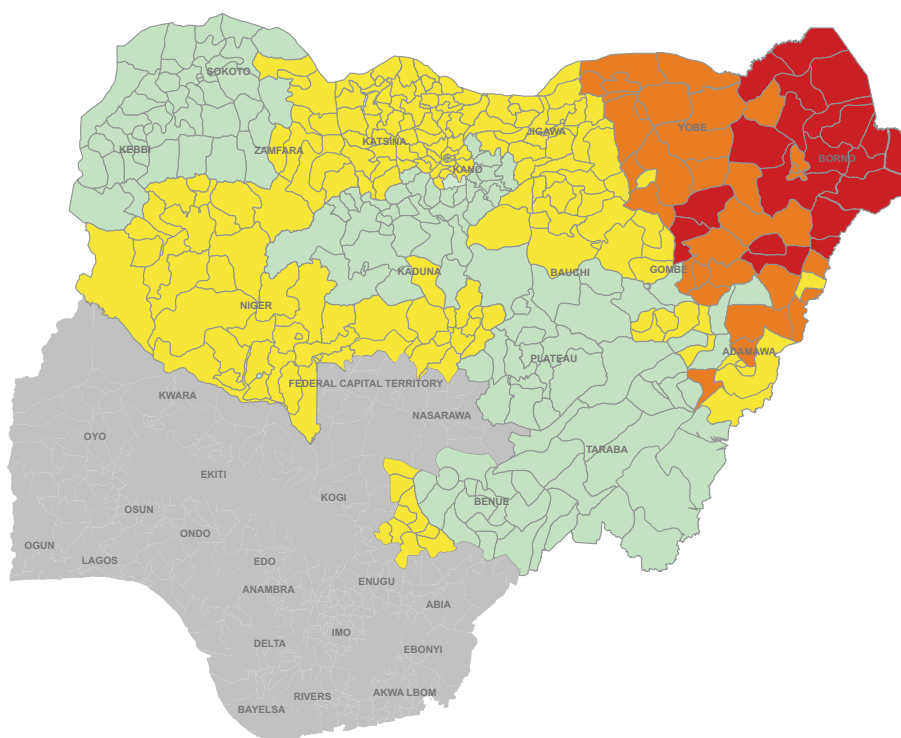 SOKOTO
YOBE
JIGAWA
KATSINA
KEBBI
ZAMFARA
BORNO
KANO
KADUNA
BAUCHI
GOMBE
NIGER
ADAMAWA
PLATEAU
FEDERAL CAPITAL TERRITORY
KWARA
NASARAWA
OYO
TARABA
EKITI
KOGI
BENUE
OSUN
ONDO
OGUN
LAGOS
EDO
ENUGU
ANAMBRA
ABIA
IMO
DELTA
EBONYI
AKWA LBOM
RIVERS
BAYELSA